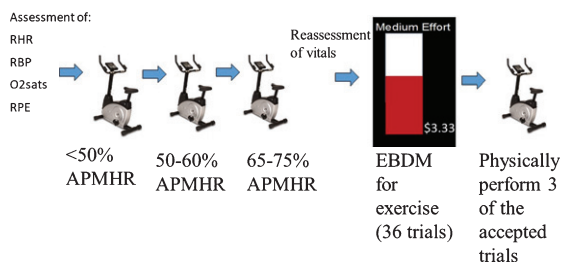 Assessment of:
RHR
RBP
O2sats
RPE
<50%
APMHR
50-60%
APMHR
65-75%
APMHR
Reassessment
of vitals
Medium Effort
$3.33
EBDM
for
exercise
(36 trials)
Physically
perform 3
of the
accepted
trials